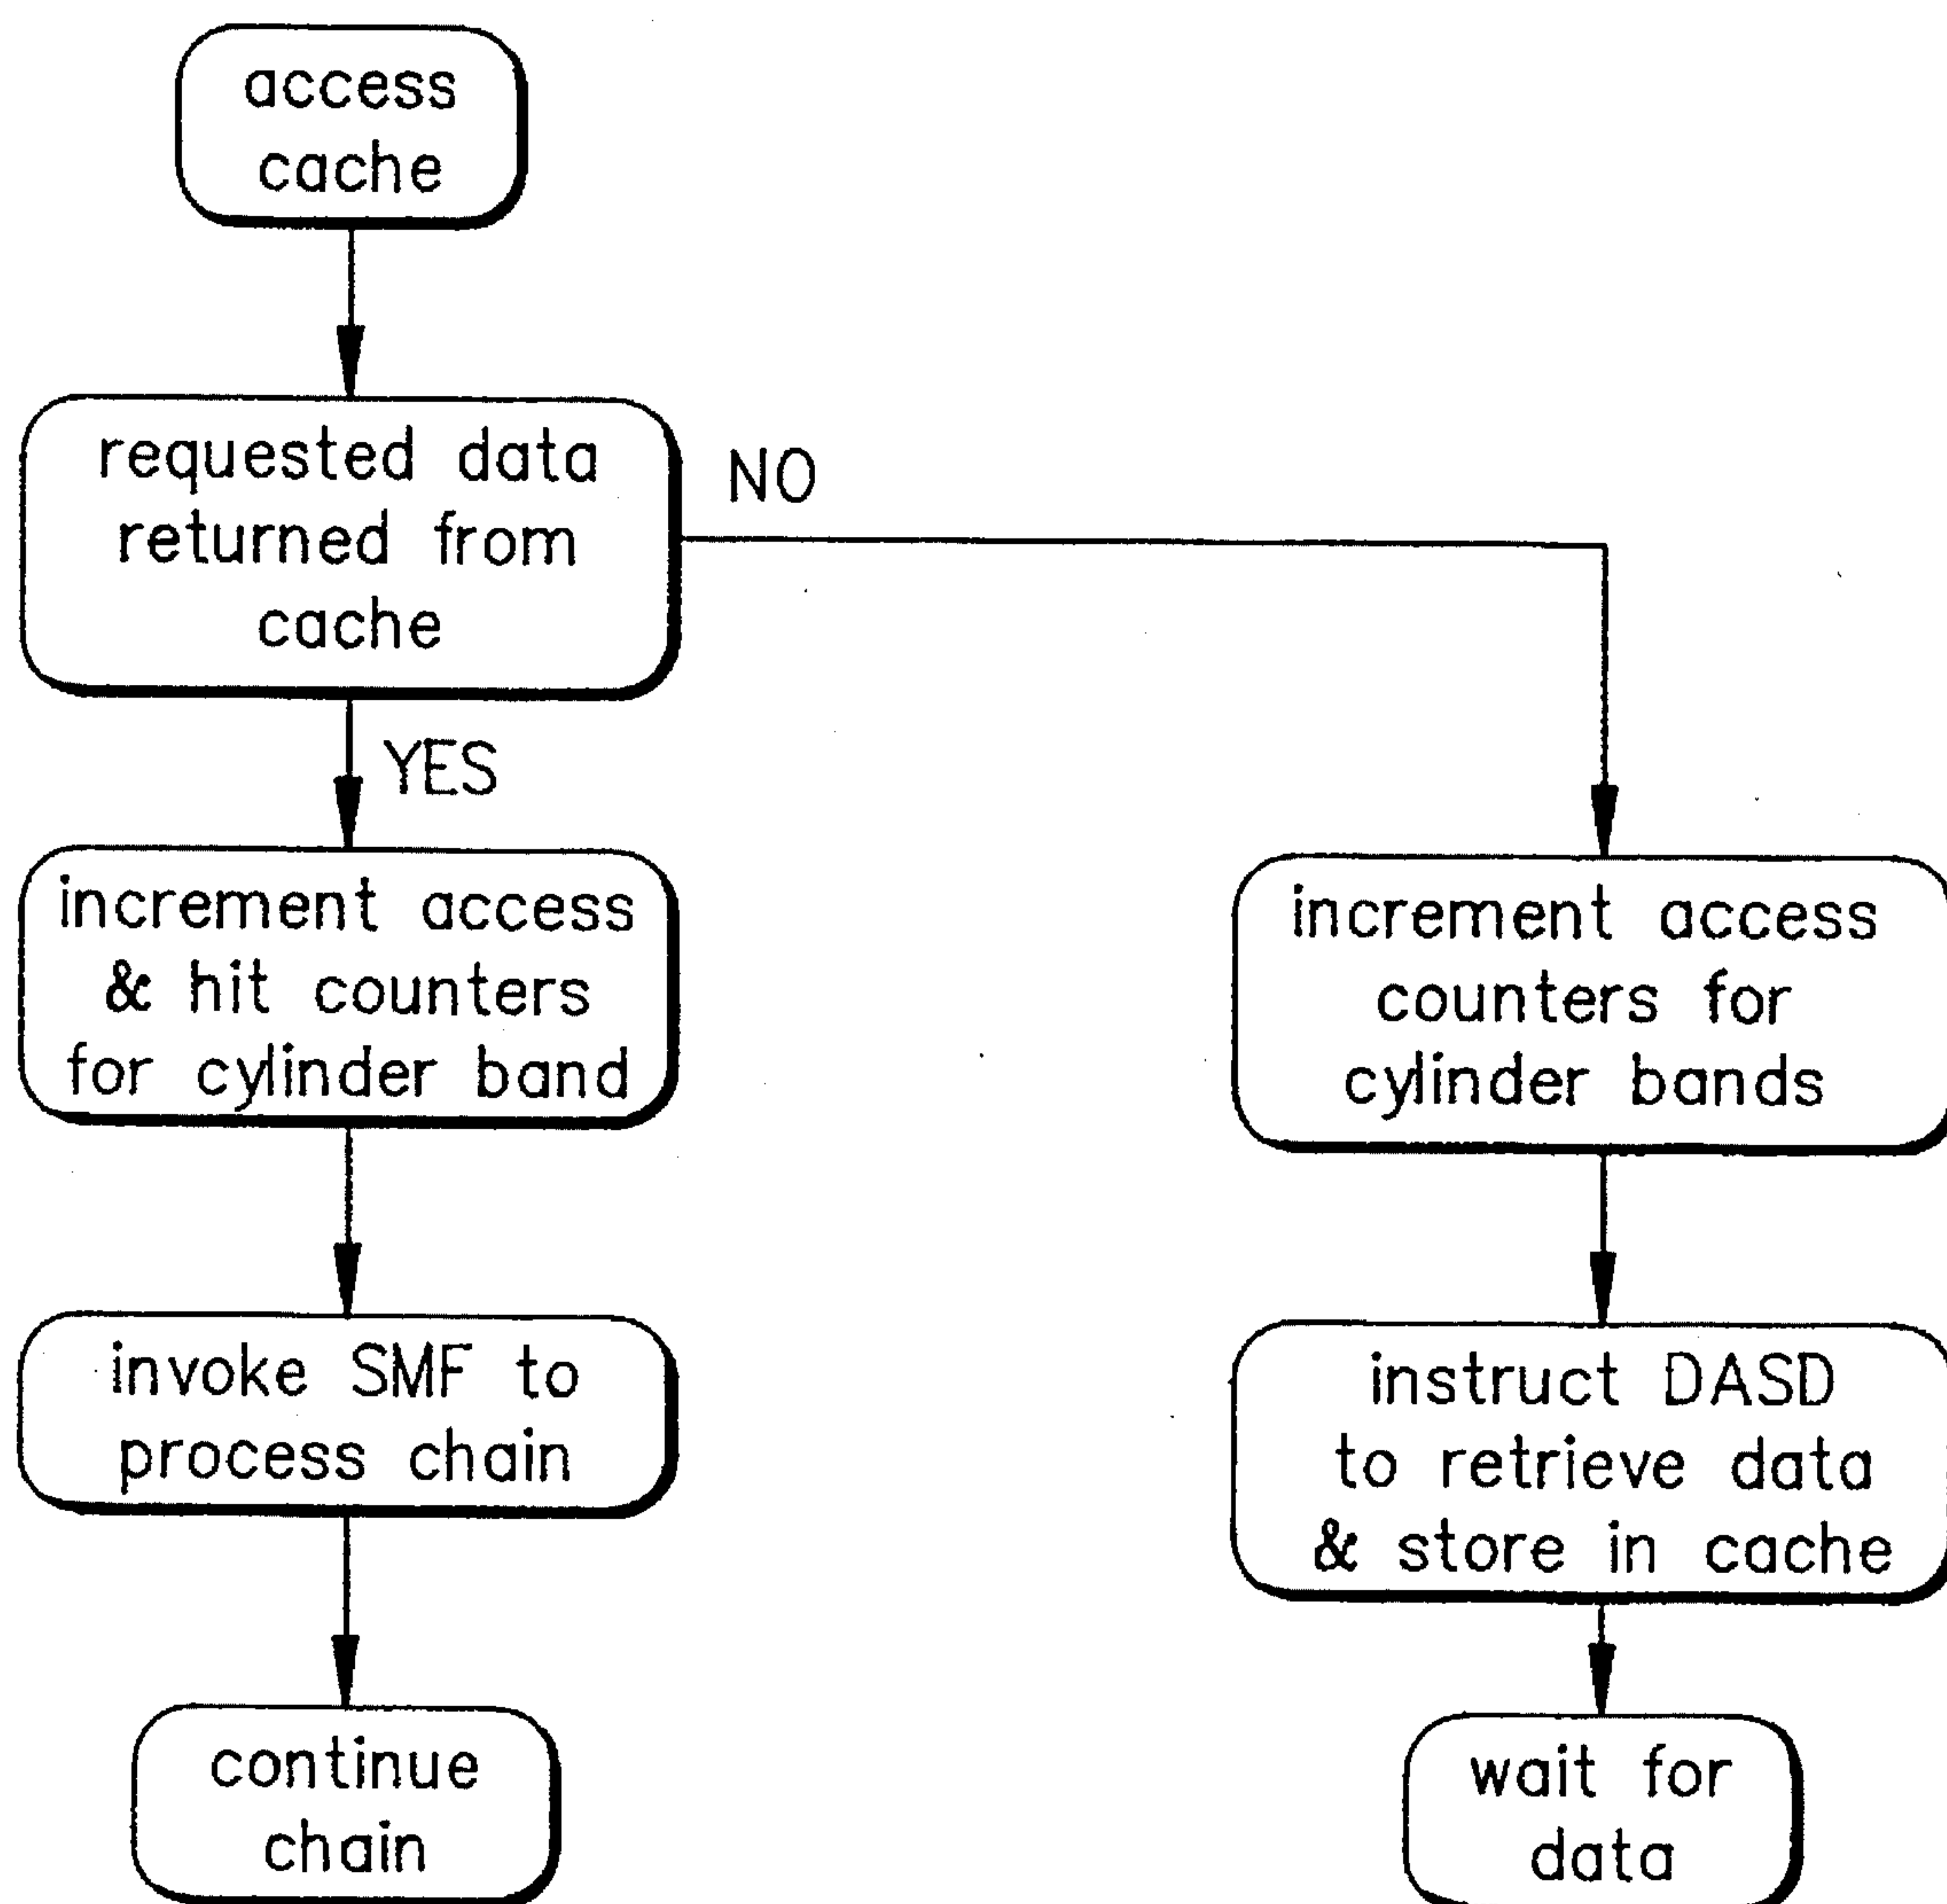 access
cache
requested data
returned from
cache
NO
YES
increment access
& hit counters
for cylinder band
increment access
counters for
cylinder bands
invoke SMF to
process chain
instruct DASD
to retrieve data
& store in cache
continue
chain
wait for
data